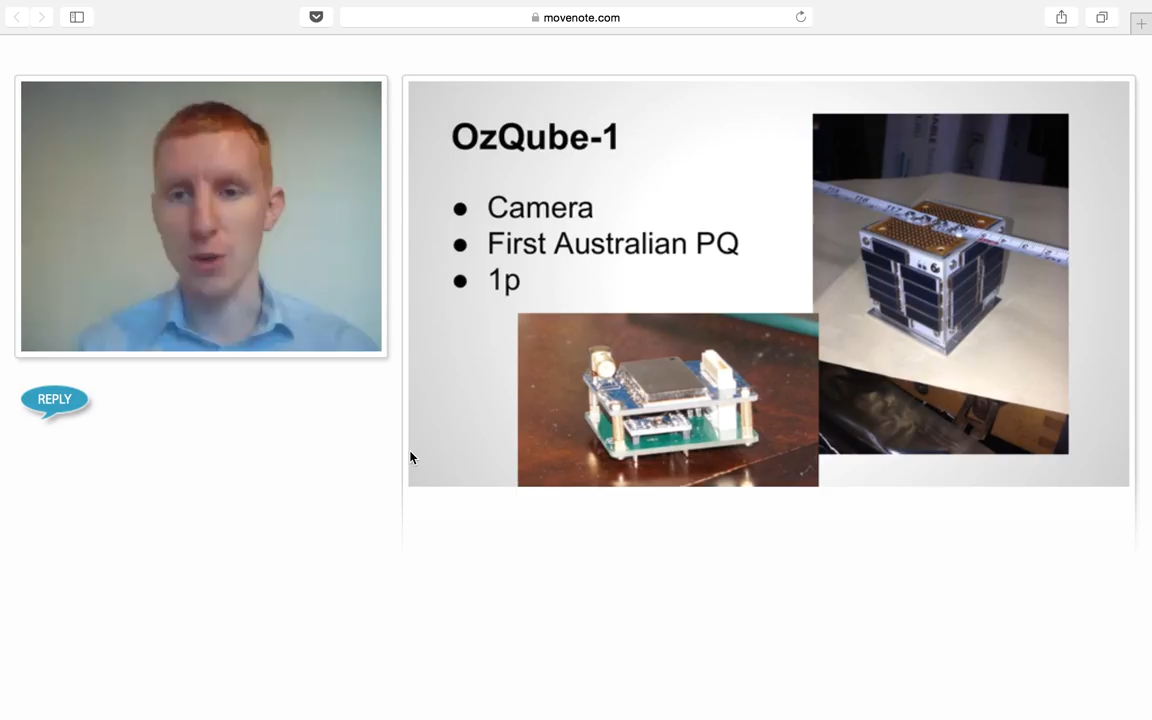 movenote.com
OzQube-1
● Camera
● First Australian PQ
● 1p
REPLY